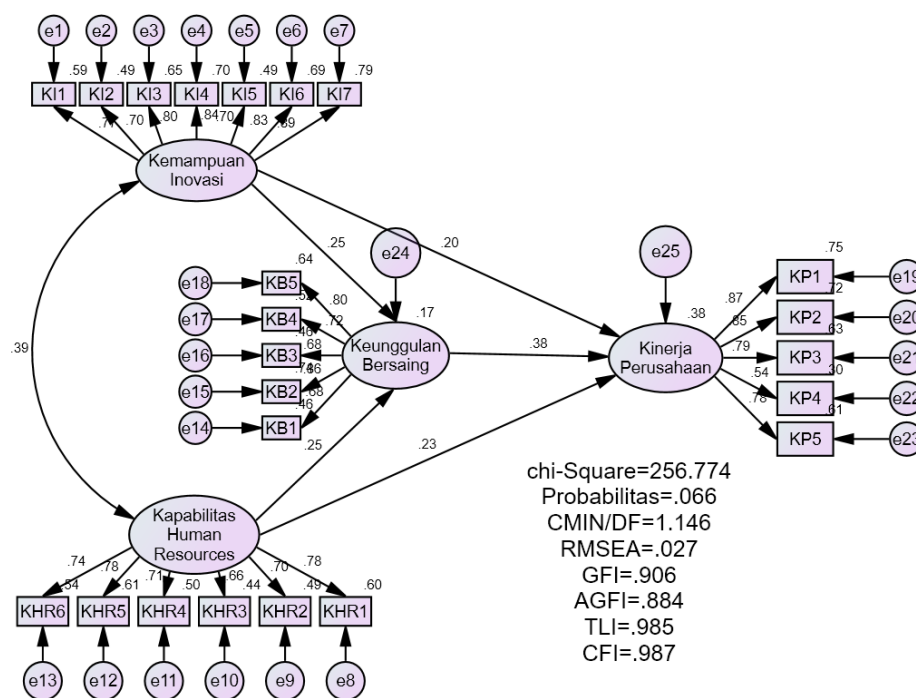 e1 e2 e3 e4 e5 e6 e7
.59 .49 .65 .70 .49 .69 .79
KI1 KI2 KI3 KI4 KI5 KI6 KI7
.70 .80 .84 .70 .83
Kemampuan
Inovasi
.39
.25
.20
e24
e25
.17
.38
e18 KB5 .64
e17 KB4
e16 KB3 .46
e15 KB2
e14 KB1 .46
.80
.72
.68
.68
Keunggulan
Bersaing
.38
Kinerja
Perusahaan
.75
KP1 e19
.72
KP2 e20
.63
KP3 e21
.30
KP4 e22
.61
KP5 e23
.87
.85
.79
.54
.78
.25
.23
Kapabilitas
Human
Resources
.74 .78 .71 .66 .70 .78
.54 .61 .50 .44 .49 .60
KHR6 KHR5 KHR4 KHR3 KHR2 KHR1
e13 e12 e11 e10 e9 e8
chi-Square=256.774
Probabilitas=.066
CMIN/DF=1.146
RMSEA=.027
GFI=.906
AGFI=.884
TLI=.985
CFI=.987